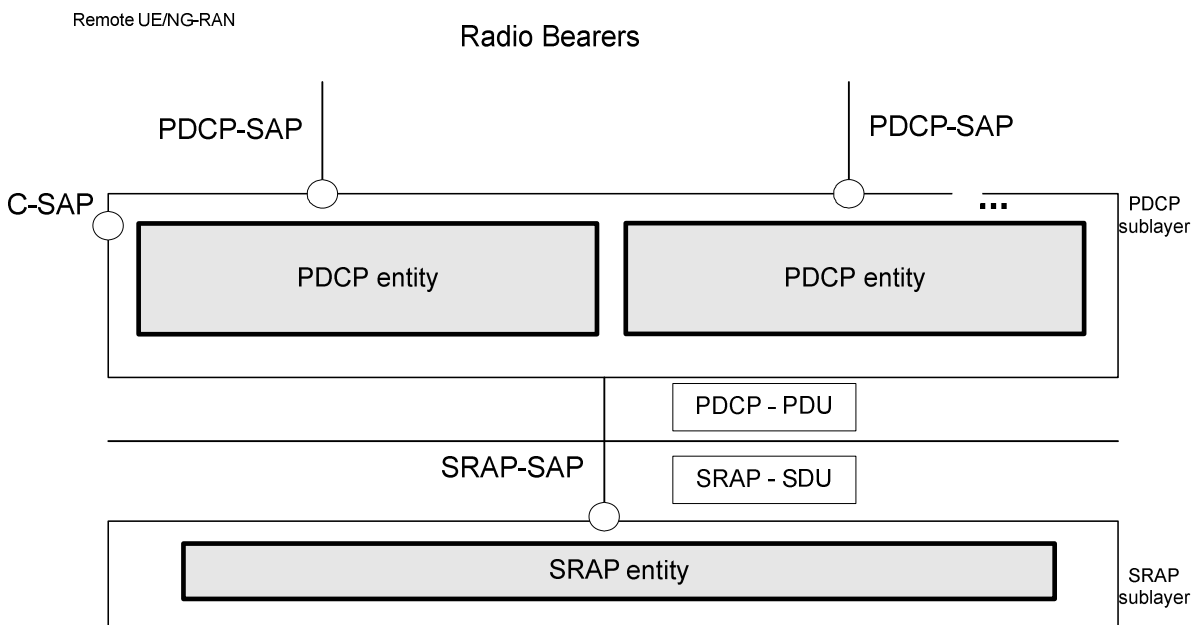 Remote UE/NG-RAN
Radio Bearers
PDCP-SAP
PDCP-SAP
C-SAP
...
PDCP
sublayer
PDCP entity
PDCP entity
PDCP - PDU
SRAP-SAP
SRAP - SDU
SRAP entity
SRAP
sublayer